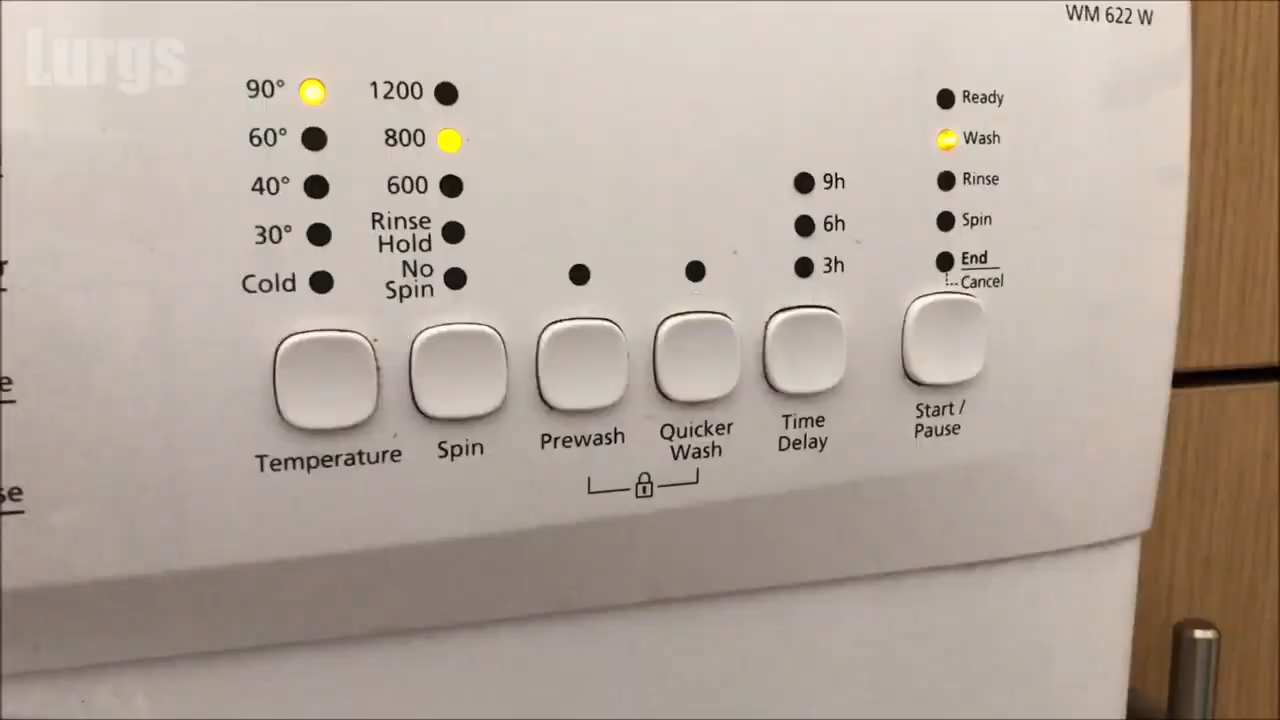 Lurgs
WM 622 W
90°
60°
40°
30°
Cold
1200
800
600
Rinse
Hold
No
Spin
9h
6h
3h
Ready
Wash
Rinse
Spin
End
Cancel
Temperature
Spin
Prewash
Quicker
Wash
Time
Delay
Start /
Pause